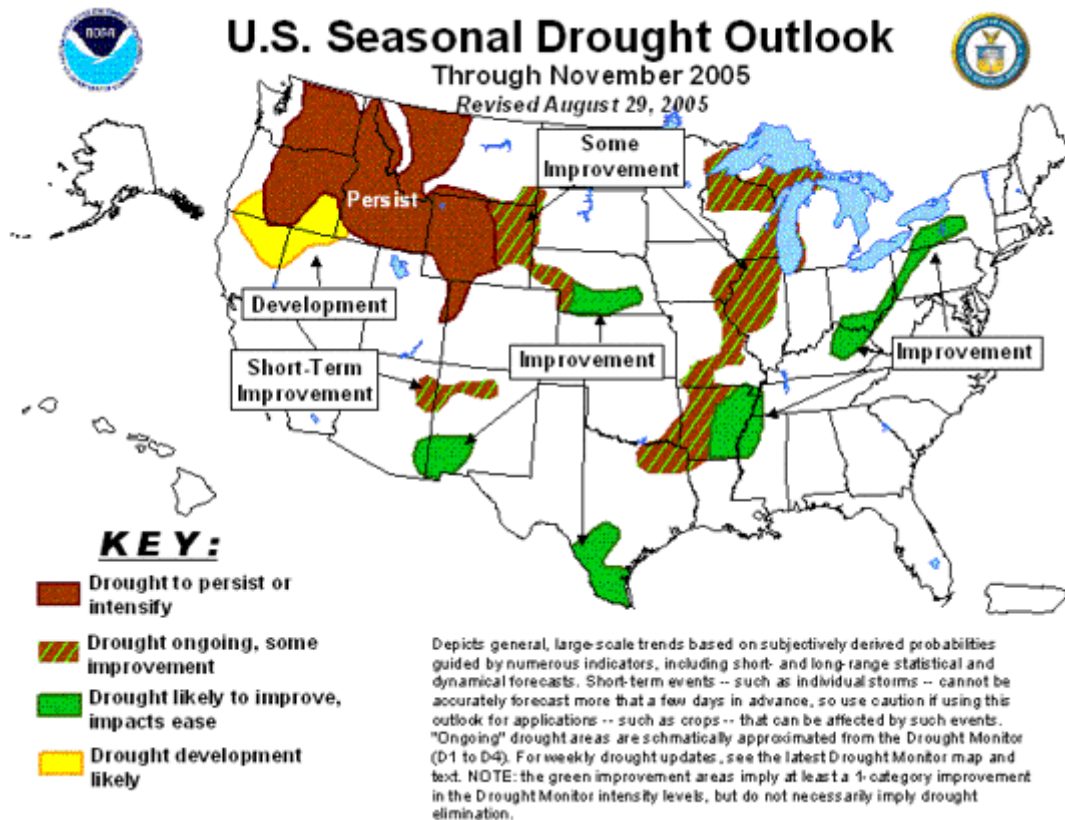 NOAA
U.S. Seasonal Drought Outlook
Through November 2005
Revised August 29, 2005
Some
Improvement
Persist
Development
Short-Term
Improvement
Improvement
Improvement
KEY:
Drought to persist or
intensify
Drought ongoing, some
improvement
Drought likely to improve,
impacts ease
Drought development
likely
Depicts general, large-scale trends based on subjectively derived probabilities
guided by numerous indicators, including short- and long-range statistical and
dynamical forecasts. Short-term events -- such as individual storms -- cannot be
accurately forecast more that a few days in advance, so use caution if using this
outlook for applications -- such as crops -- that can be affected by such events.
"Ongoing" drought areas are schmatically approximated from the Drought Monitor
(D1 to D4). For weekly drought updates, see the latest Drought Monitor map and
text. NOTE: the green improvement areas imply at least a 1-category improvement
in the Drought Monitor intensity levels, but do not necessarily imply drought
elimination.